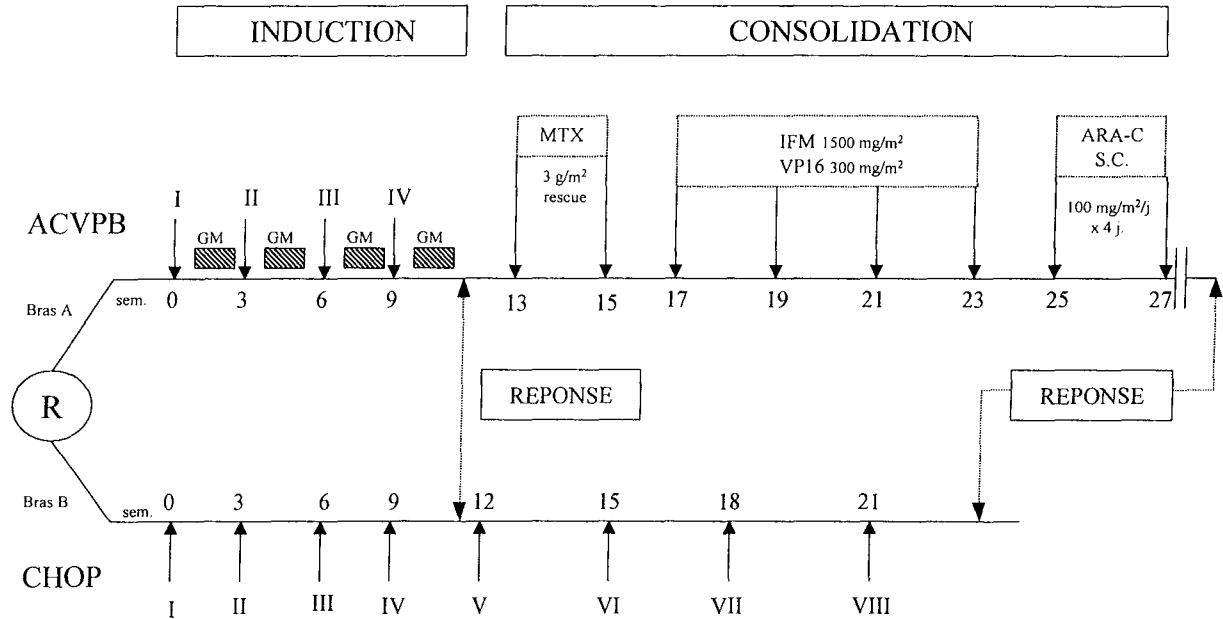 INDUCTION
CONSOLIDATION
MTX
3 g/m²
rescue
IFM 1500 mg/m²
VP16 300 mg/m²
ARA-C
S.C.
100 mg/m²/j
x 4 j.
I II III IV
ACVPB
GM GM GM GM
Bras A
sem. 0 3 6 9 13 15 17 19 21 23 25 27
R
REPONSE
REPONSE
Bras B
sem. 0 3 6 9 12 15 18 21
CHOP
I II III IV V VI VII VIII